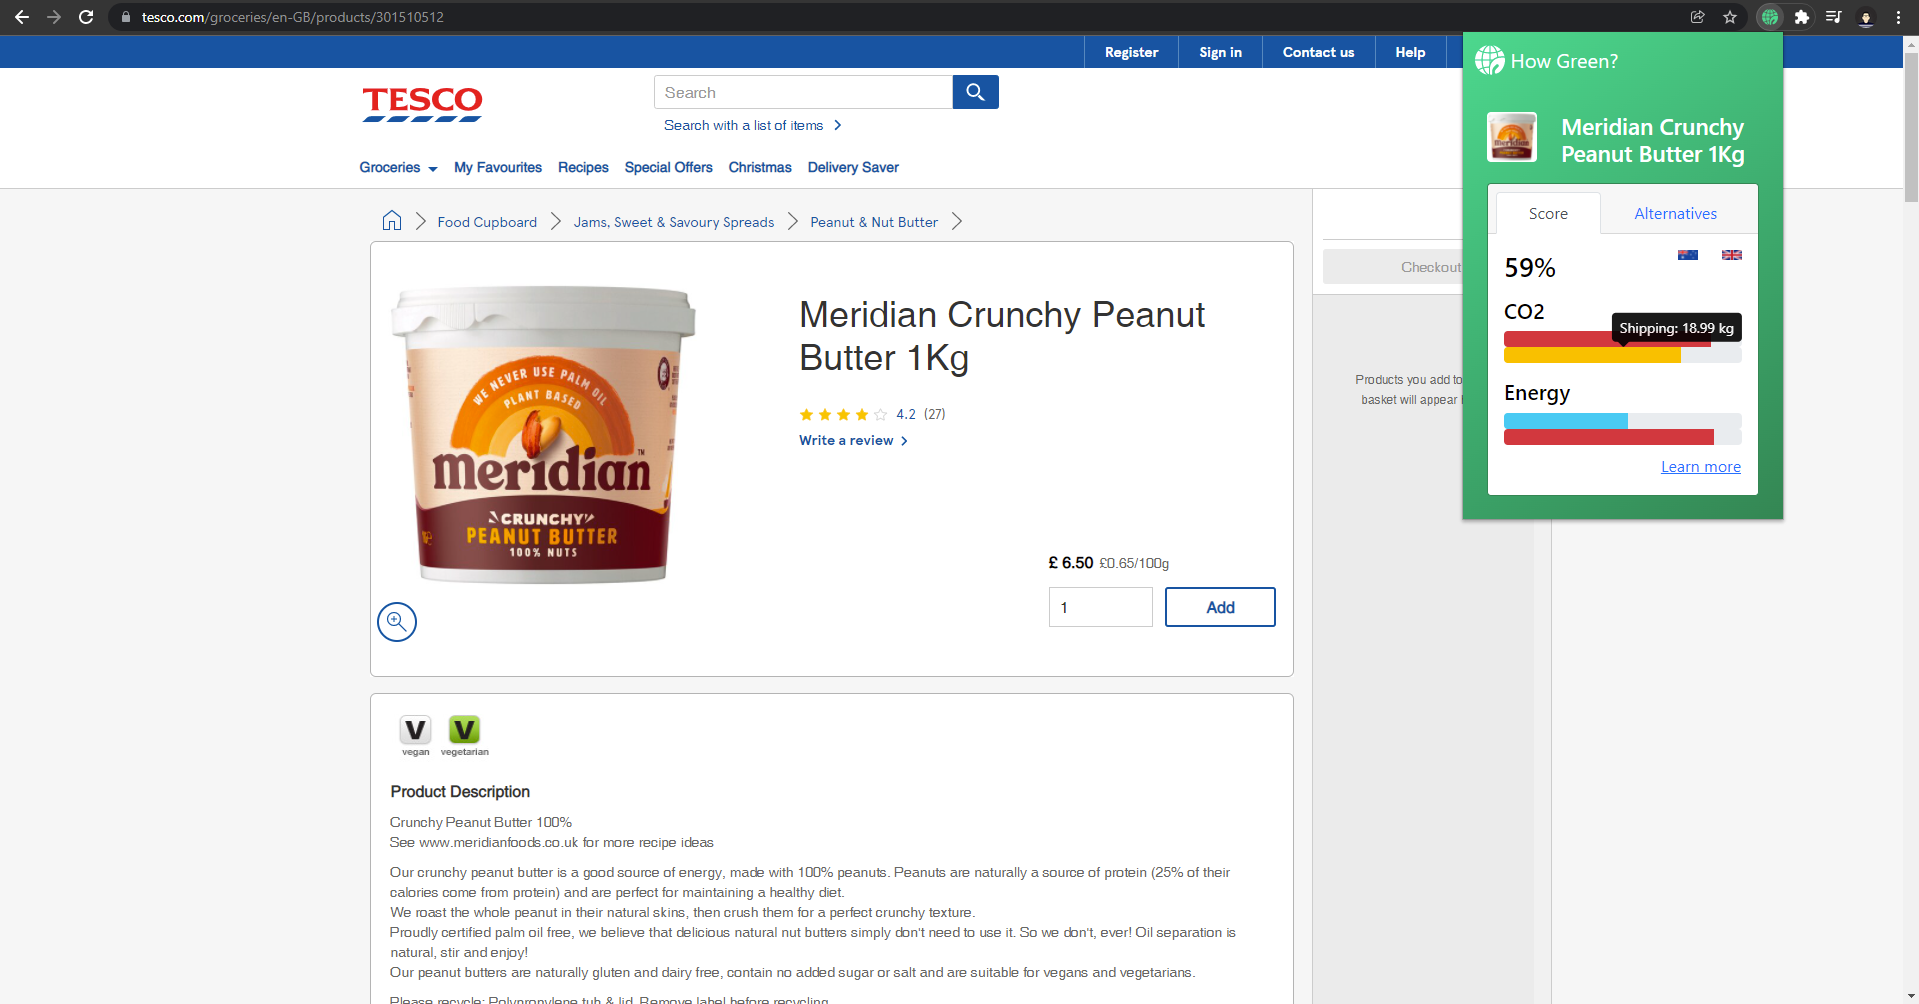 tesco.com/groceries/en-GB/products/301510512
Register
Sign in
Contact us
Help
TESCO
Search
Search with a list of items
Groceries
My Favourites
Recipes
Special Offers
Christmas
Delivery Saver
Food Cupboard
Jams, Sweet & Savoury Spreads
Peanut & Nut Butter
WE NEVER USE PALM OIL
PLANT BASED
meridian™
CRUNCHY
PEANUT BUTTER
100% NUTS
Meridian Crunchy Peanut
Butter 1Kg
4.2 (27)
Write a review
£ 6.50 £0.65/100g
1
Add
Checkout
Products you add to
basket will appear
How Green?
meridian
Meridian Crunchy
Peanut Butter 1Kg
Score
Alternatives
59%
CO2
Shipping: 18.99 kg
Energy
Learn more
V
vegan
V
vegetarian
Product Description
Crunchy Peanut Butter 100%
See www.meridianfoods.co.uk for more recipe ideas
Our crunchy peanut butter is a good source of energy, made with 100% peanuts. Peanuts are naturally a source of protein (25% of their
calories come from protein) and are perfect for maintaining a healthy diet.
We roast the whole peanut in their natural skins, then crush them for a perfect crunchy texture.
Proudly certified palm oil free, we believe that delicious natural nut butters simply don't need to use it. So we don't, ever! Oil separation is
natural, stir and enjoy!
Our peanut butters are naturally gluten and dairy free, contain no added sugar or salt and are suitable for vegans and vegetarians.
Please recycle: Polypropylene tub & lid. Remove label before recycling